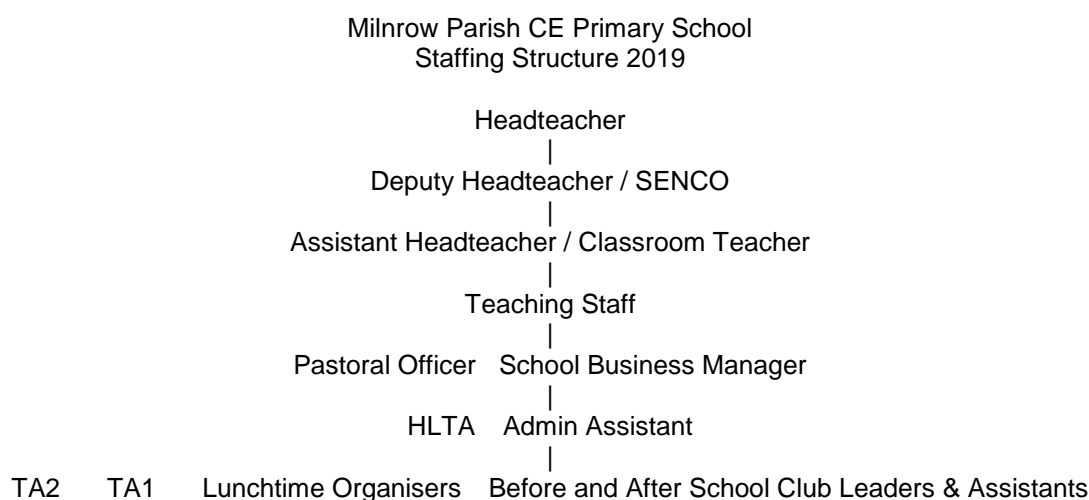 Milnrow Parish CE Primary School
Staffing Structure 2019
Headteacher
|
Deputy Headteacher / SENCO
|
Assistant Headteacher / Classroom Teacher
|
Teaching Staff
|
Pastoral Officer School Business Manager
|
HLTA Admin Assistant
|
TA2 TA1 Lunchtime Organisers Before and After School Club Leaders & Assistants